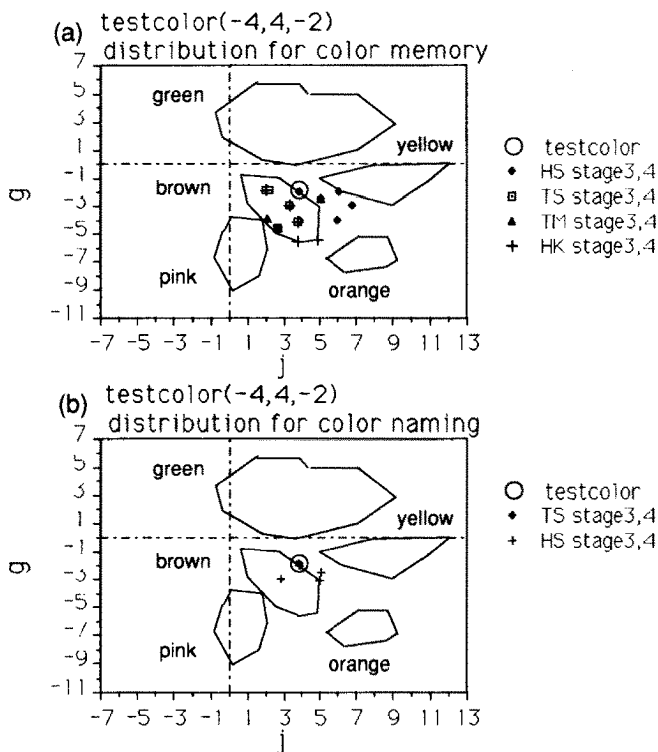 (a) testcolor(-4,4,-2)
distribution for color memory
7
5
3
1
-1
-3
-5
-7
-9
-11
g
green
yellow
brown
pink
orange
-7 -5 -3 -1 1 3 5 7 9 11 13
j
testcolor
HS stage3,4
TS stage3,4
TM stage3,4
HK stage3,4
(b) testcolor(-4,4,-2)
distribution for color naming
7
5
3
1
-1
-3
-5
-7
-9
-11
g
green
yellow
brown
pink
orange
-7 -5 -3 -1 1 3 5 7 9 11 13
j
testcolor
TS stage3,4
HS stage3,4